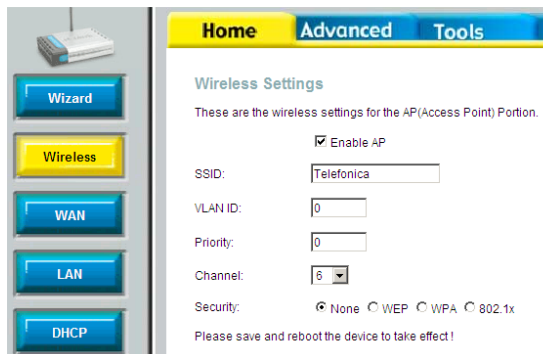 Home Advanced Tools
Wizard
Wireless
WAN
LAN
DHCP
Wireless Settings
These are the wireless settings for the AP(Access Point) Portion.
Enable AP
SSID: Telefonica
VLAN ID: 0
Priority: 0
Channel: 6
Security: None WEP WPA 802.1x
Please save and reboot the device to take effect !